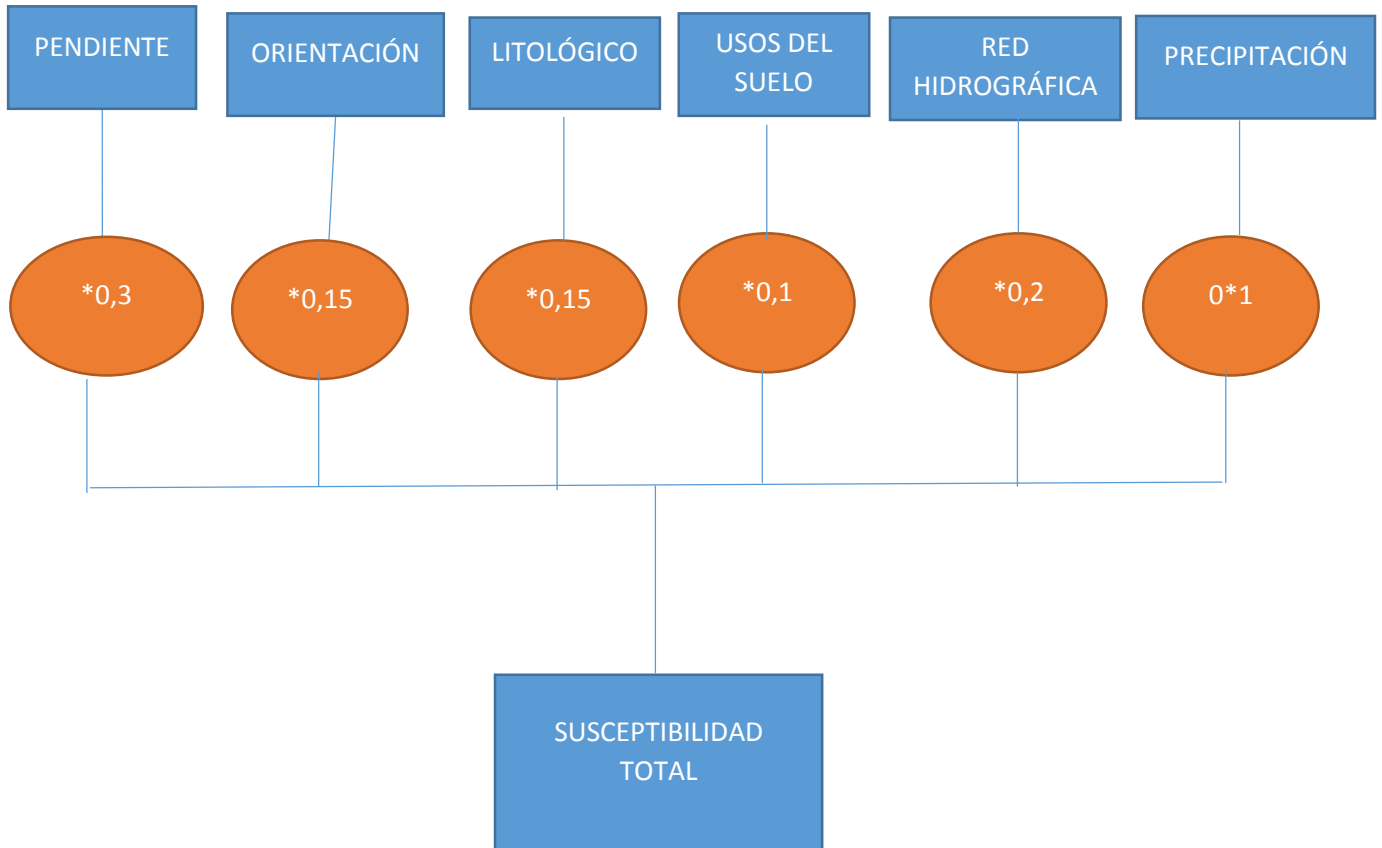 PENDIENTE
ORIENTACIÓN
LITOLÓGICO
USOS DEL
SUELO
RED
HIDROGRÁFICA
PRECIPITACIÓN
*0,3
*0,15
*0,15
*0,1
*0,2
0*1
SUSCEPTIBILIDAD
TOTAL